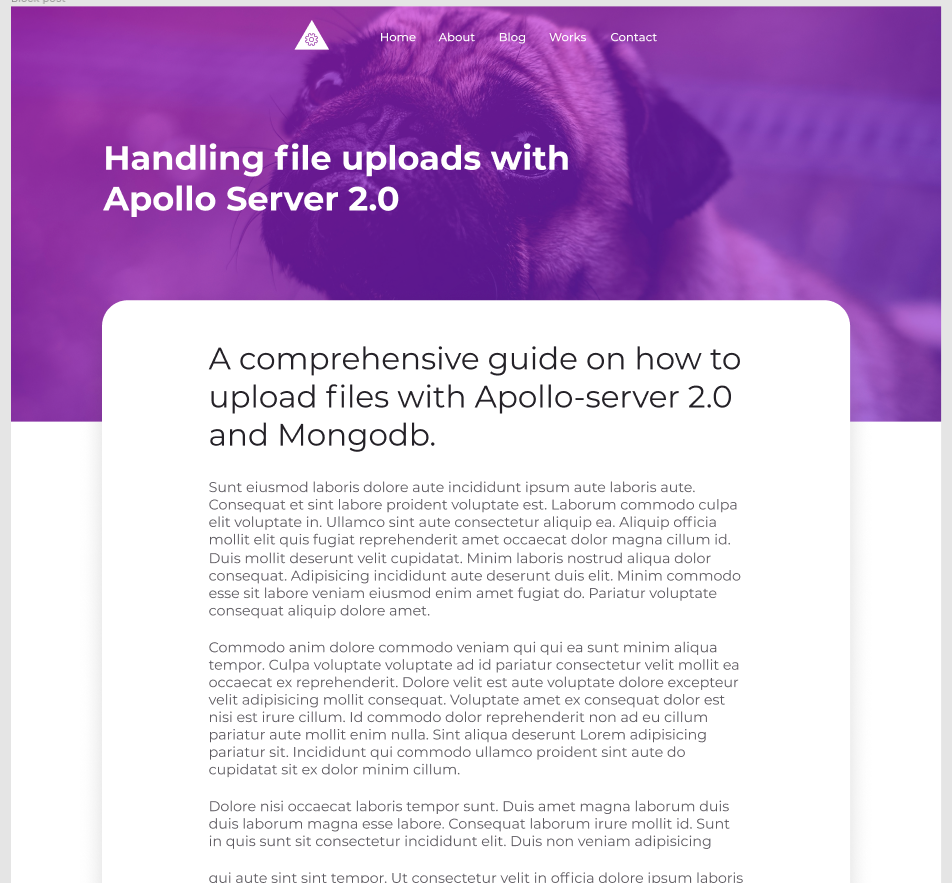 Home About Blog Works Contact
Handling file uploads with
Apollo Server 2.0
A comprehensive guide on how to
upload files with Apollo-server 2.0
and Mongodb.
Sunt eiusmod laboris dolore aute incididunt ipsum aute laboris aute.
Consequat et sint labore proident voluptate est. Laborum commodo culpa
elit voluptate in. Ullamco sint aute consectetur aliquip ea. Aliquip officia
mollit elit quis fugiat reprehenderit amet occaecat dolor magna cillum id.
Duis mollit deserunt velit cupidatat. Minim laboris nostrud aliqua dolor
consequat. Adipisicing incididunt aute deserunt duis elit. Minim commodo
esse sit labore veniam eiusmod enim amet fugiat do. Pariatur voluptate
consequat aliquip dolore amet.
Commodo anim dolore commodo veniam qui qui ea sunt minim aliqua
tempor. Culpa voluptate voluptate ad id pariatur consectetur velit mollit ea
occaecat ex reprehenderit. Dolore velit est aute voluptate dolore excepteur
velit adipisicing mollit consequat. Voluptate amet ex consequat dolor est
nisi est irure cillum. Id commodo dolor reprehenderit non ad eu cillum
pariatur aute mollit enim nulla. Sint aliqua deserunt Lorem adipisicing
pariatur sit. Incididunt qui commodo ullamco proident sint aute do
cupidatat sit ex dolor minim cillum.
Dolore nisi occaecat laboris tempor sunt. Duis amet magna laborum duis
duis laborum magna esse labore. Consequat laborum irure mollit id. Sunt
in quis sunt sit consectetur incididunt elit. Duis non veniam adipisicing
qui aute sint sint tempor. Ut consectetur velit in officia dolore ipsum laboris